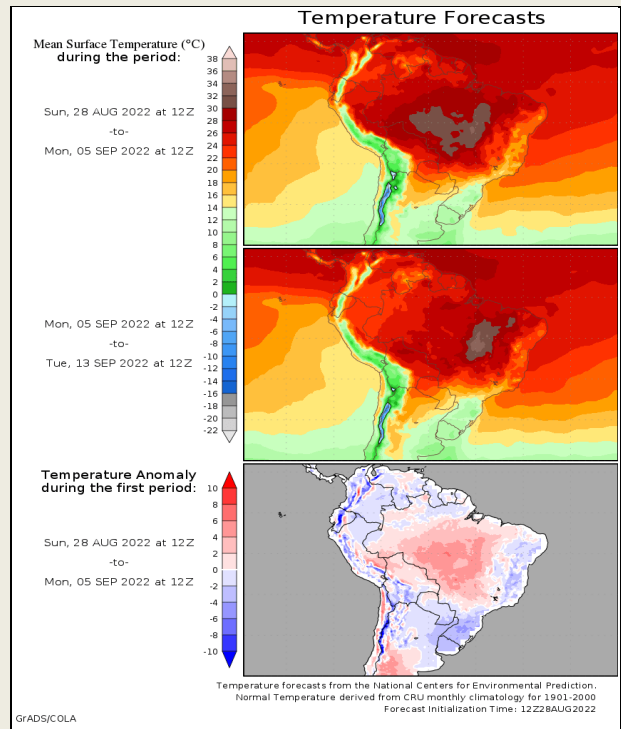 Temperature Forecasts
Mean Surface Temperature (°C)
during the period:
Sun, 28 AUG 2022 at 12Z
-to-
Mon, 05 SEP 2022 at 12Z
38
36
34
32
30
28
26
24
22
20
18
16
14
12
10
8
6
4
2
0
-2
-4
-6
-8
-10
-12
-14
-16
-18
-20
-22
Mon, 05 SEP 2022 at 12Z
-to-
Tue, 13 SEP 2022 at 12Z
Temperature Anomaly
during the first period:
Sun, 28 AUG 2022 at 12Z
-to-
Mon, 05 SEP 2022 at 12Z
10
8
6
4
2
0
-2
-4
-6
-8
-10
Temperature forecasts from the National Centers for Environmental Prediction.
Normal Temperature derived from CRU monthly climatology for 1901-2000
Forecast Initialization Time: 12Z28AUG2022
GrADS/COLA